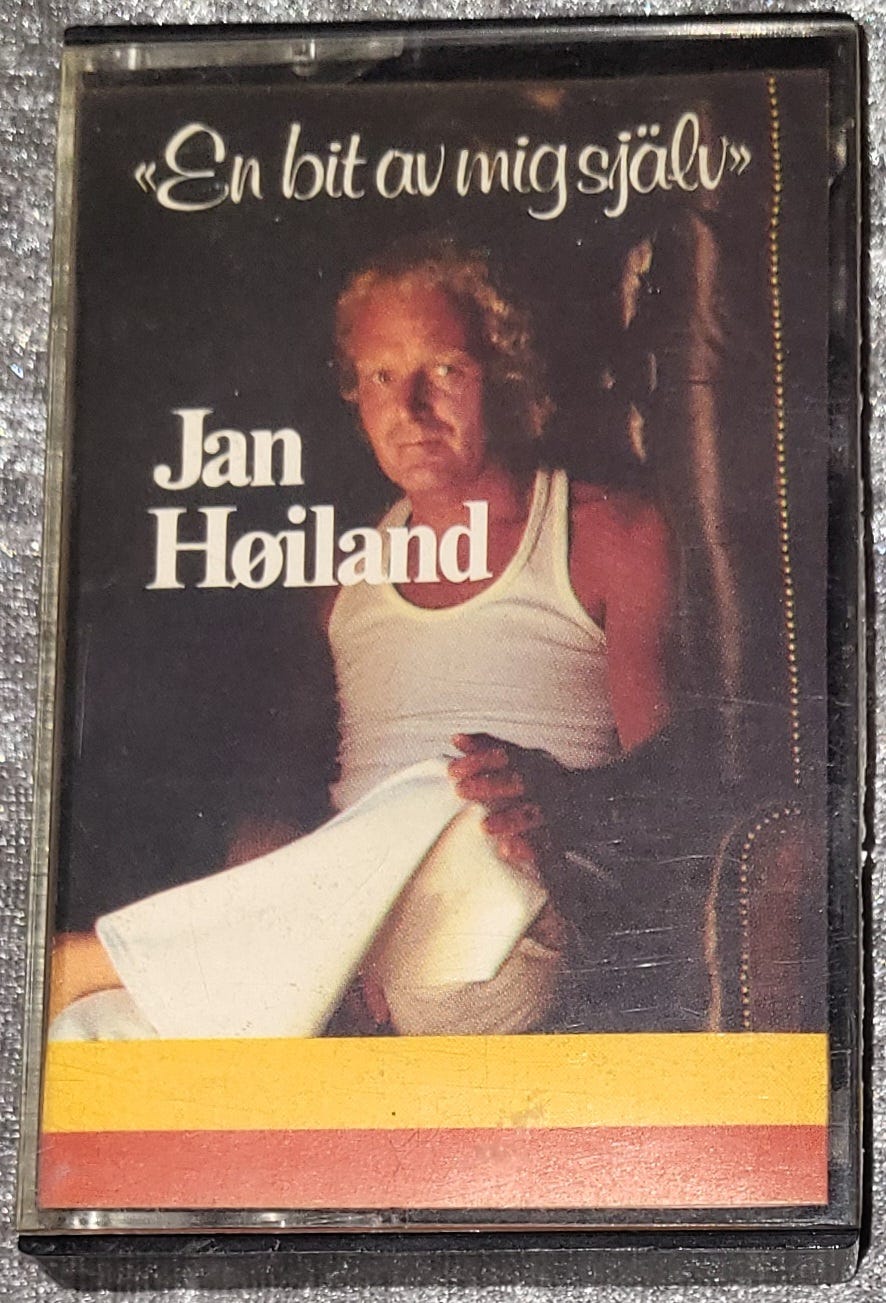 «En bit av mig själv»
Jan
Høiland